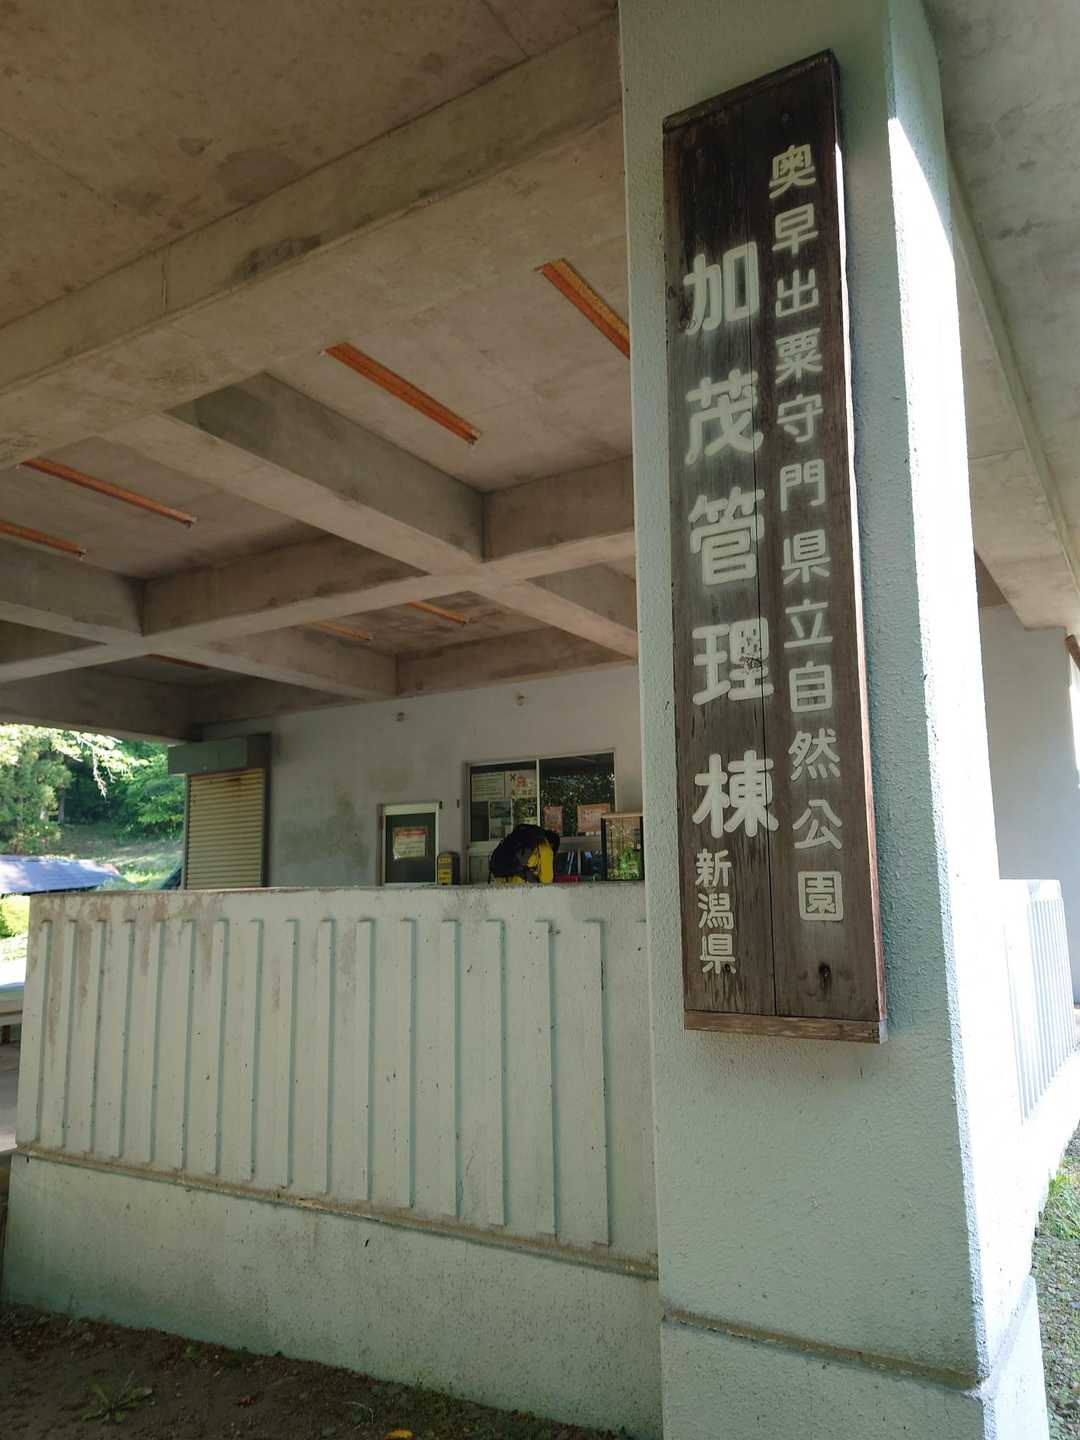 奥早出粟守門県立自然公園
加茂管理棟
新潟県